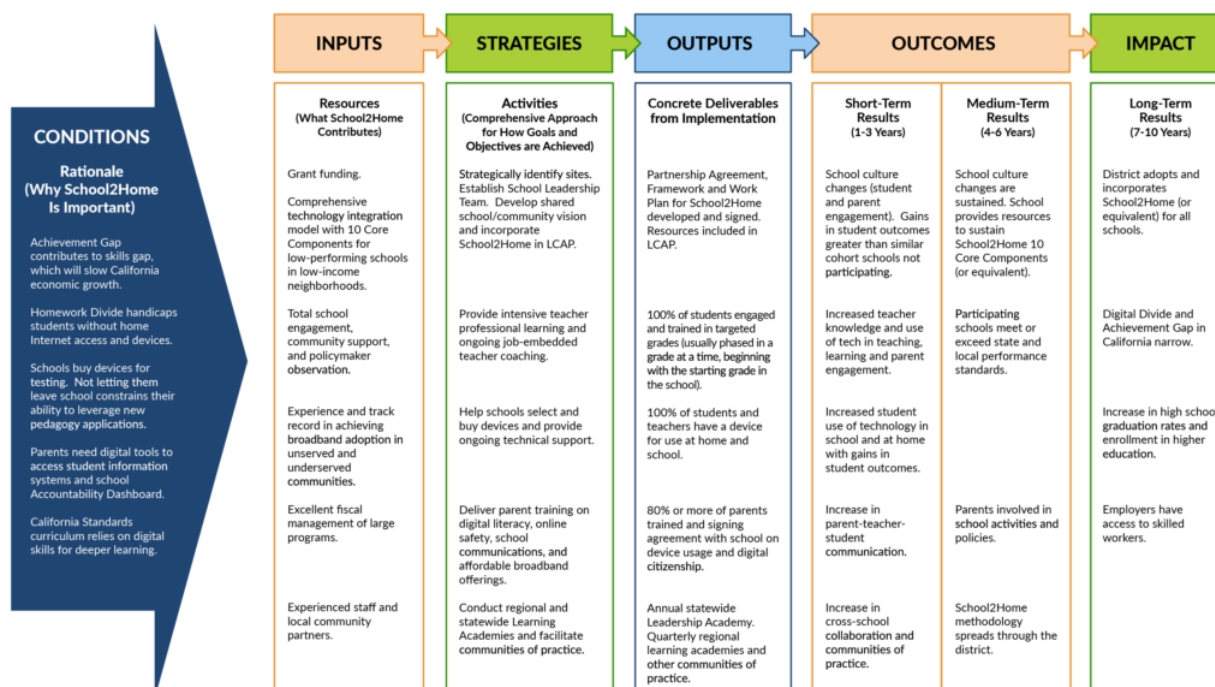 CONDITIONS
Rationale
(Why School2Home
Is Important)
Achievement Gap
contributes to skills gap,
which will slow California
economic growth.
Homework Divide handicaps
students without home
Internet access and devices.
Schools buy devices for
testing. Not letting them
leave school constrains their
ability to leverage new
pedagogy applications.
Parents need digital tools to
access student information
systems and school
Accountability Dashboard.
California Standards
curriculum relies on digital
skills for deeper learning.
INPUTS
Resources
(What School2Home
Contributes)
Grant funding.
Comprehensive
technology integration
model with 10 Core
Components for
low-performing schools
in low-income
neighborhoods.
Total school
engagement,
community support,
and policymaker
observation.
Experience and track
record in achieving
broadband adoption in
unserved and
underserved
communities.
Excellent fiscal
management of large
programs.
Experienced staff and
local community
partners.
STRATEGIES
Activities
(Comprehensive Approach
for How Goals and
Objectives are Achieved)
Strategically identify sites.
Establish School Leadership
Team. Develop shared
school/community vision
and incorporate
School2Home in LCAP.
Provide intensive teacher
professional learning and
ongoing job-embedded
teacher coaching.
Help schools select and
buy devices and provide
ongoing technical support.
Deliver parent training on
digital literacy, online
safety, school
communications, and
affordable broadband
offerings.
Conduct regional and
statewide Learning
Academies and facilitate
communities of practice.
OUTPUTS
Concrete Deliverables
from Implementation
Partnership Agreement,
Framework and Work
Plan for School2Home
developed and signed.
Resources included in
LCAP.
100% of students engaged
and trained in targeted
grades (usually phased in a
grade at a time, beginning
with the starting grade in
the school).
100% of students and
teachers have a device
for use at home and
school.
80% or more of parents
trained and signing
agreement with school on
device usage and digital
citizenship.
Annual statewide
Leadership Academy.
Quarterly regional
learning academies and
other communities of
practice.
OUTCOMES
Short-Term
Results
(1-3 Years)
School culture
changes (student
and parent
engagement). Gains
in student outcomes
greater than similar
cohort schools not
participating.
Increased teacher
knowledge and use
of tech in teaching,
learning and parent
engagement.
Increased student
use of technology in
school and at home
with gains in
student outcomes.
Increase in
parent-teacher-
student
communication.
Increase in
cross-school
collaboration and
communities of
practice.
Medium-Term
Results
(4-6 Years)
School culture
changes are
sustained. School
provides resources
to sustain
School2Home 10
Core Components
(or equivalent).
Participating
schools meet or
exceed state and
local performance
standards.
Parents involved in
school activities and
policies.
School2Home
methodology
spreads through the
district.
IMPACT
Long-Term
Results
(7-10 Years)
District adopts and
incorporates
School2Home (or
equivalent) for all
schools.
Digital Divide and
Achievement Gap in
California narrow.
Increase in high school
graduation rates and
enrollment in higher
education.
Employers have
access to skilled
workers.